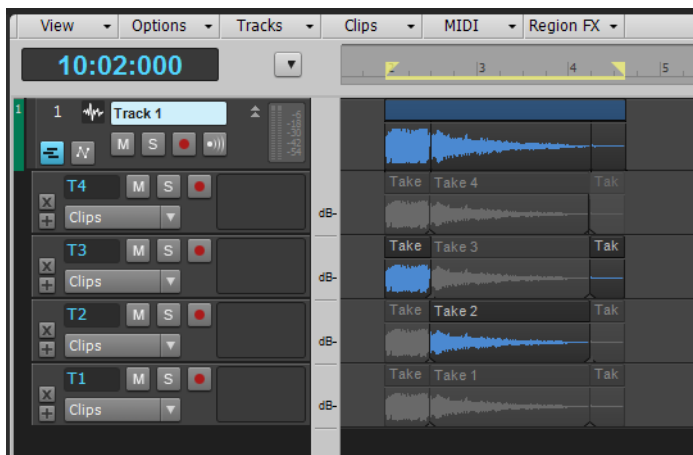 View Options Tracks Clips MIDI Region FX
10:02:000
2 3 4 5
1 1 Track 1
M S
T4 M S Take Take 4 Tak
Clips dB-
T3 M S Take Take 3 Tak
Clips dB-
T2 M S Take Take 2 Tak
Clips dB-
T1 M S Take Take 1 Tak
Clips dB-